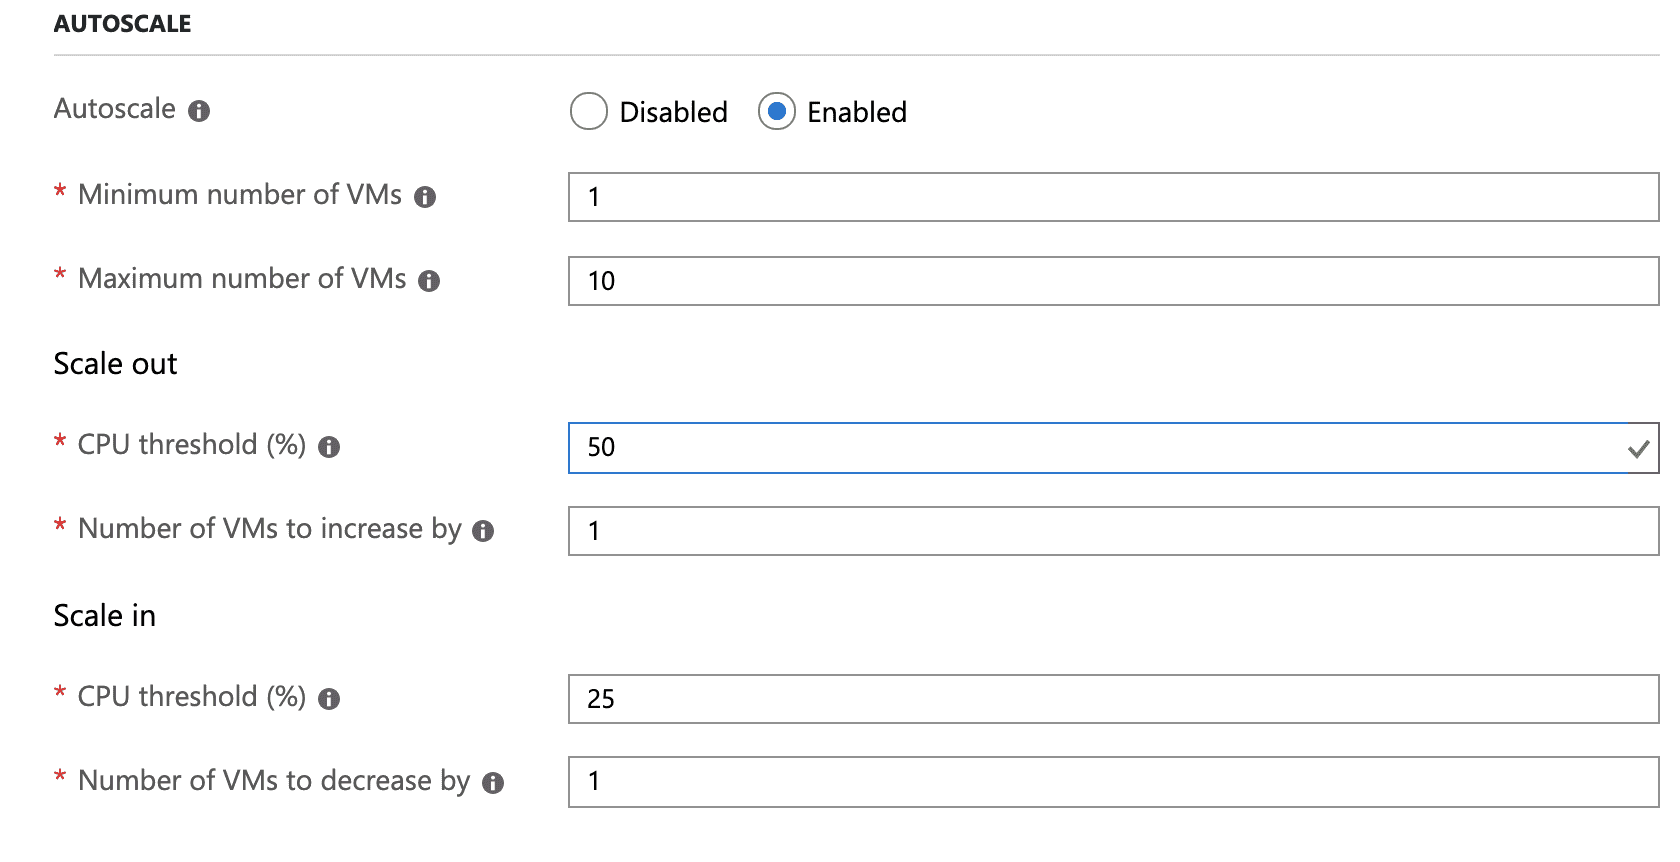 AUTOSCALE
Autoscale Disabled Enabled
* Minimum number of VMs 1
* Maximum number of VMs 10
Scale out
* CPU threshold (%) 50
* Number of VMs to increase by 1
Scale in
* CPU threshold (%) 25
* Number of VMs to decrease by 1